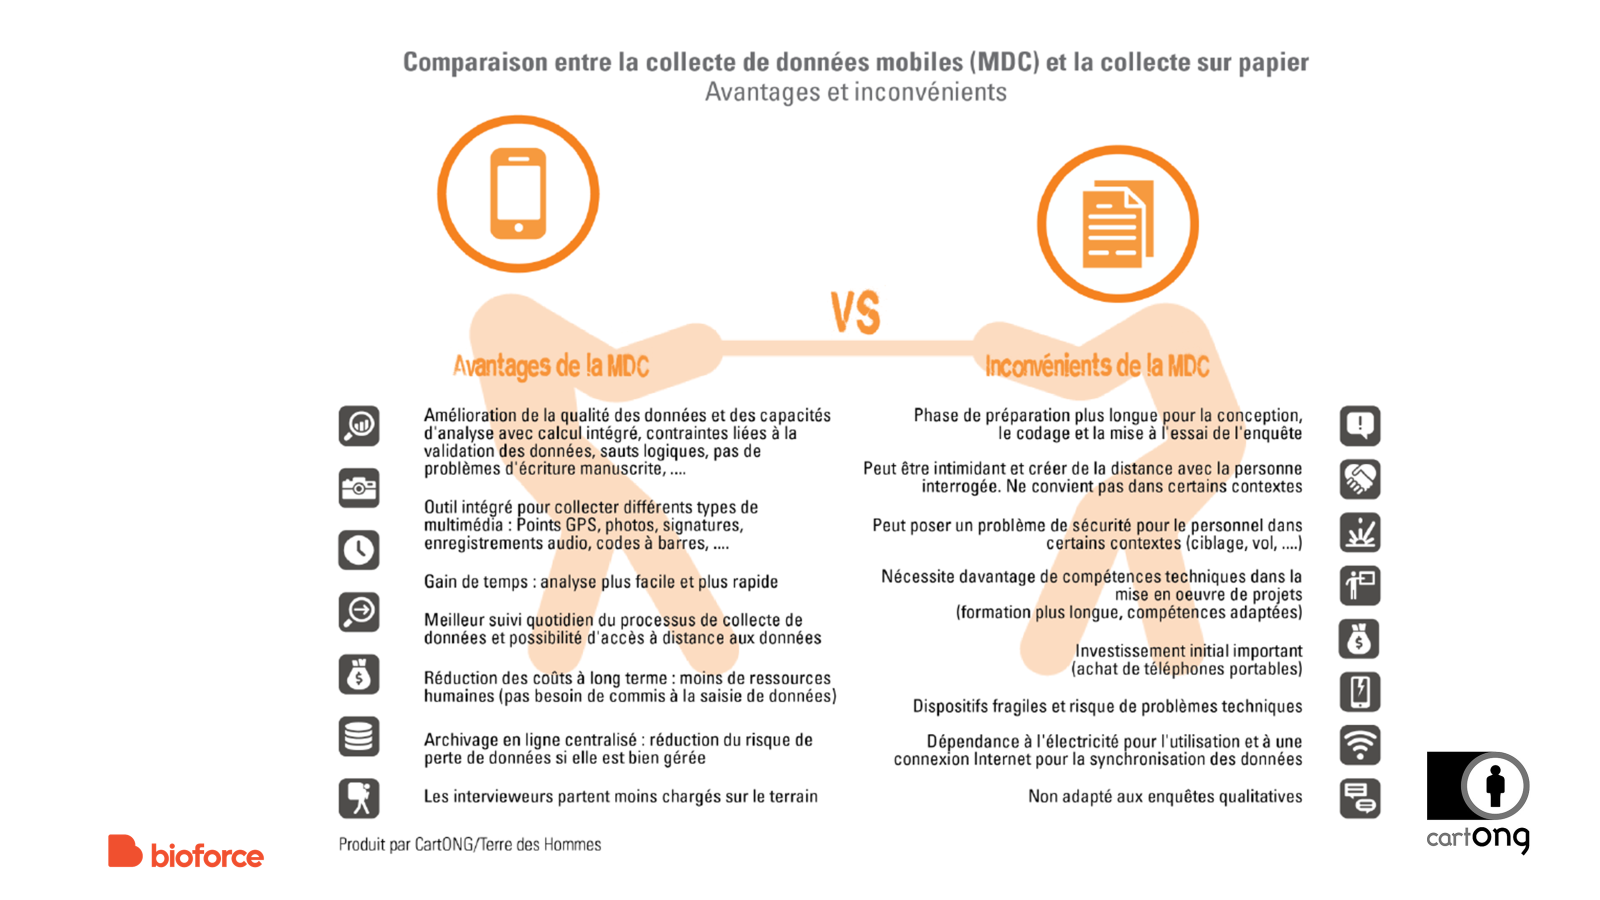 Comparaison entre la collecte de données mobiles (MDC) et la collecte sur papier
Avantages et inconvénients
VS
Avantages de la MDC
Amélioration de la qualité des données et des capacités
d'analyse avec calcul intégré, contraintes liées à la
validation des données, sauts logiques, pas de
problèmes d'écriture manuscrite, ....
Outil intégré pour collecter différents types de
multimédia : Points GPS, photos, signatures,
enregistrements audio, codes à barres, ....
Gain de temps : analyse plus facile et plus rapide
Meilleur suivi quotidien du processus de collecte de
données et possibilité d'accès à distance aux données
Réduction des coûts à long terme : moins de ressources
humaines (pas besoin de commis à la saisie de données)
Archivage en ligne centralisé : réduction du risque de
perte de données si elle est bien gérée
Les intervieweurs partent moins chargés sur le terrain
Inconvénients de la MDC
Phase de préparation plus longue pour la conception,
le codage et la mise à l'essai de l'enquête
Peut être intimidant et créer de la distance avec la personne
interrogée. Ne convient pas dans certains contextes
Peut poser un problème de sécurité pour le personnel dans
certains contextes (ciblage, vol, ....)
Nécessite davantage de compétences techniques dans la
mise en oeuvre de projets
(formation plus longue, compétences adaptées)
Investissement initial important
(achat de téléphones portables)
Dispositifs fragiles et risque de problèmes techniques
Dépendance à l'électricité pour l'utilisation et à une
connexion Internet pour la synchronisation des données
Non adapté aux enquêtes qualitatives
Produit par CartONG/Terre des Hommes
bioforce
cartong